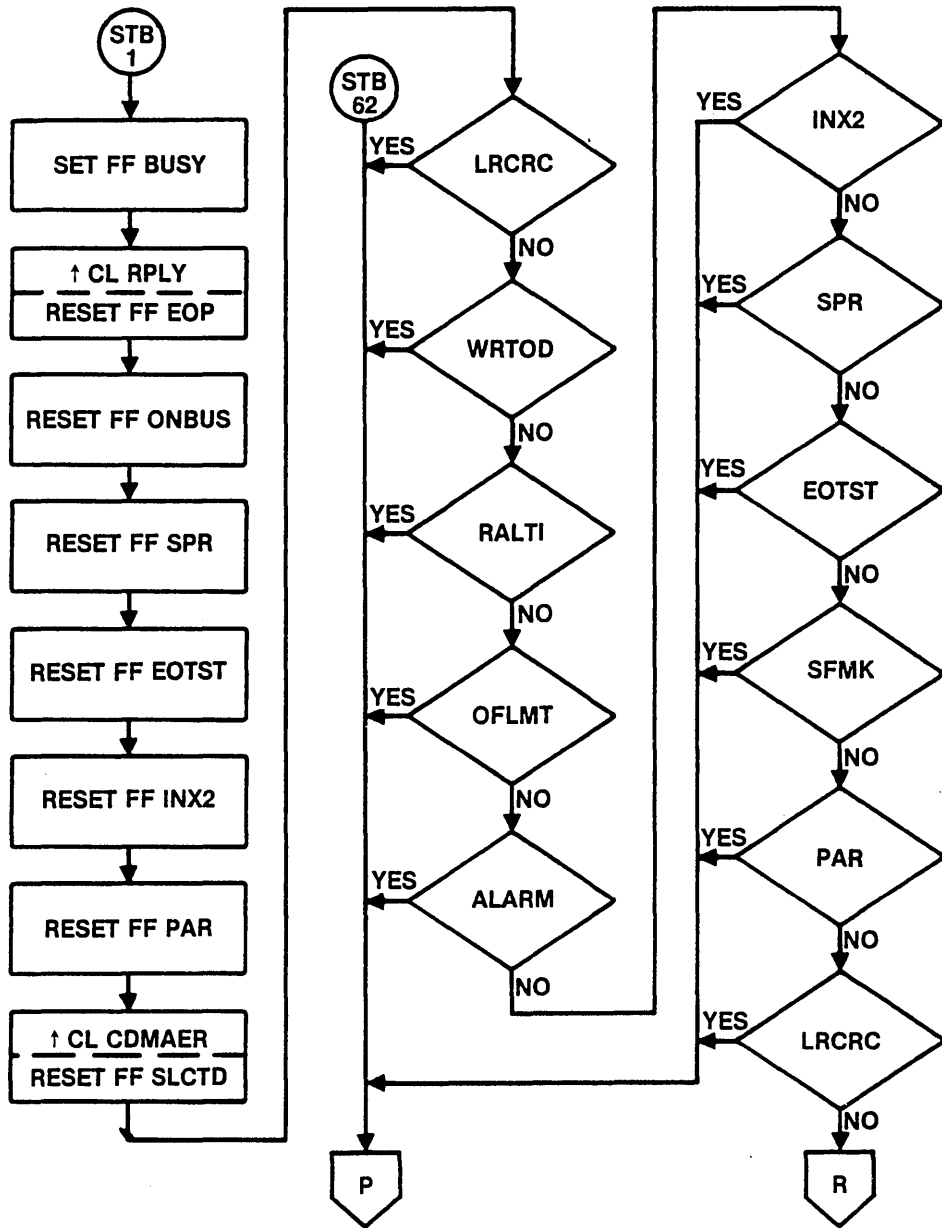 STB
1
SET FF BUSY
↑ CL RPLY
RESET FF EOP
RESET FF ONBUS
RESET FF SPR
RESET FF EOTST
RESET FF INX2
RESET FF PAR
↑ CL CDMAER
RESET FF SLCTD
STB
62
YES
LRCRC
NO
YES
WRTOD
NO
YES
RALTI
NO
YES
OFLMT
NO
YES
ALARM
NO
P
YES
INX2
NO
YES
SPR
NO
YES
EOTST
NO
YES
SFMK
NO
YES
PAR
NO
YES
LRCRC
NO
R